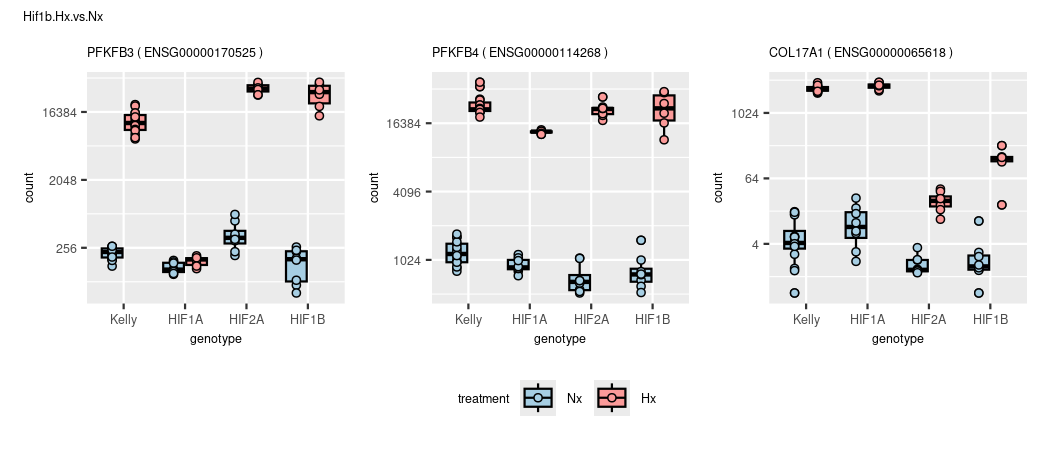 Hif1b.Hx.vs.Nx
PFKFB3 ( ENSG00000170525 )
16384
2048
256
count
Kelly HIF1A HIF2A HIF1B
genotype
PFKFB4 ( ENSG00000114268 )
16384
4096
1024
count
Kelly HIF1A HIF2A HIF1B
genotype
COL17A1 ( ENSG00000065618 )
1024
64
4
count
Kelly HIF1A HIF2A HIF1B
genotype
treatment Nx Hx